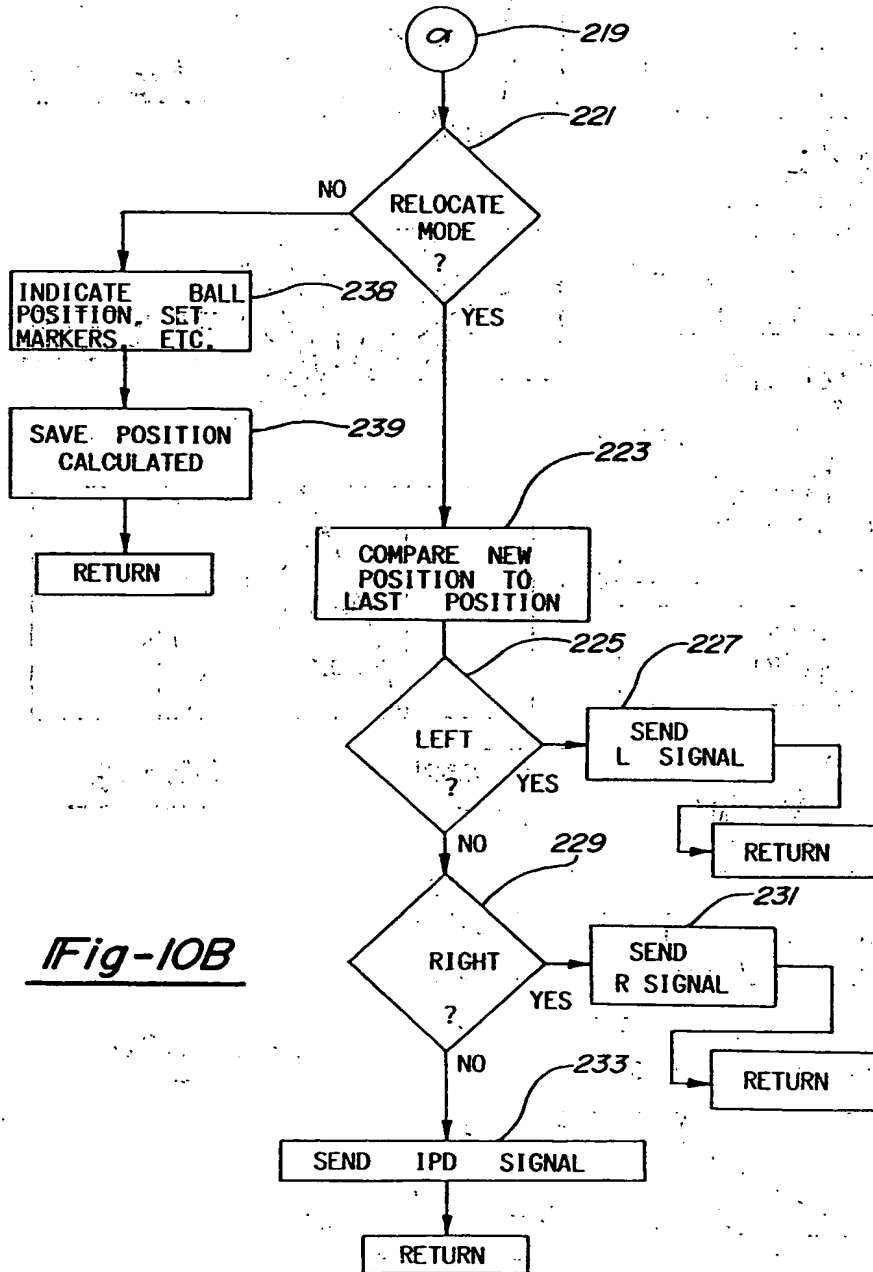 a
219
221
RELOCATE
MODE
?
NO
YES
INDICATE BALL
POSITION, SET
MARKERS, ETC.
238
SAVE POSITION
CALCULATED
239
RETURN
223
COMPARE NEW
POSITION TO
LAST POSITION
225
LEFT
?
YES
NO
227
SEND
L SIGNAL
RETURN
229
RIGHT
?
YES
NO
231
SEND
R SIGNAL
RETURN
Fig-10B
233
SEND IPD SIGNAL
RETURN